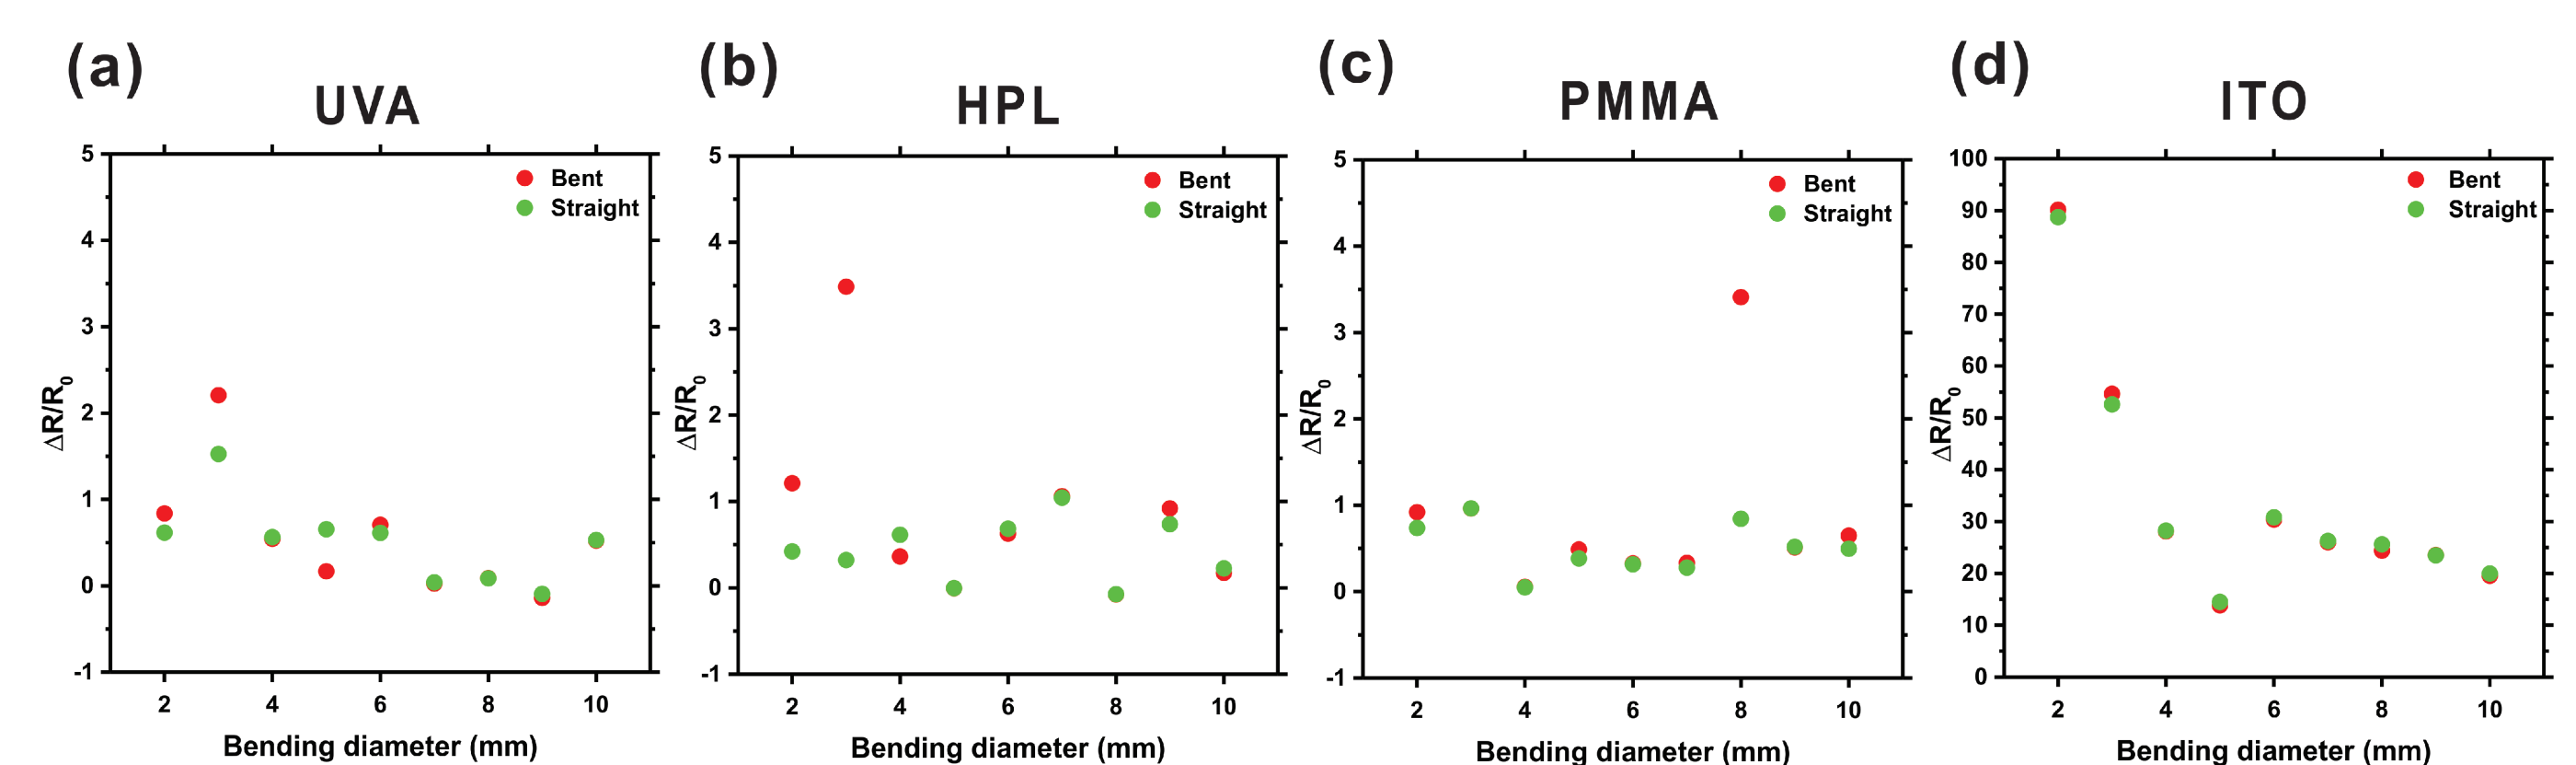 (a)
UVA
5
4
3
2
1
0
-1
ΔR/R0
Bent
Straight
2 4 6 8 10
Bending diameter (mm)
(b)
HPL
5
4
3
2
1
0
-1
ΔR/R0
Bent
Straight
2 4 6 8 10
Bending diameter (mm)
(c)
PMMA
5
4
3
2
1
0
-1
ΔR/R0
Bent
Straight
2 4 6 8 10
Bending diameter (mm)
(d)
ITO
100
90
80
70
60
50
40
30
20
10
0
ΔR/R0
Bent
Straight
2 4 6 8 10
Bending diameter (mm)